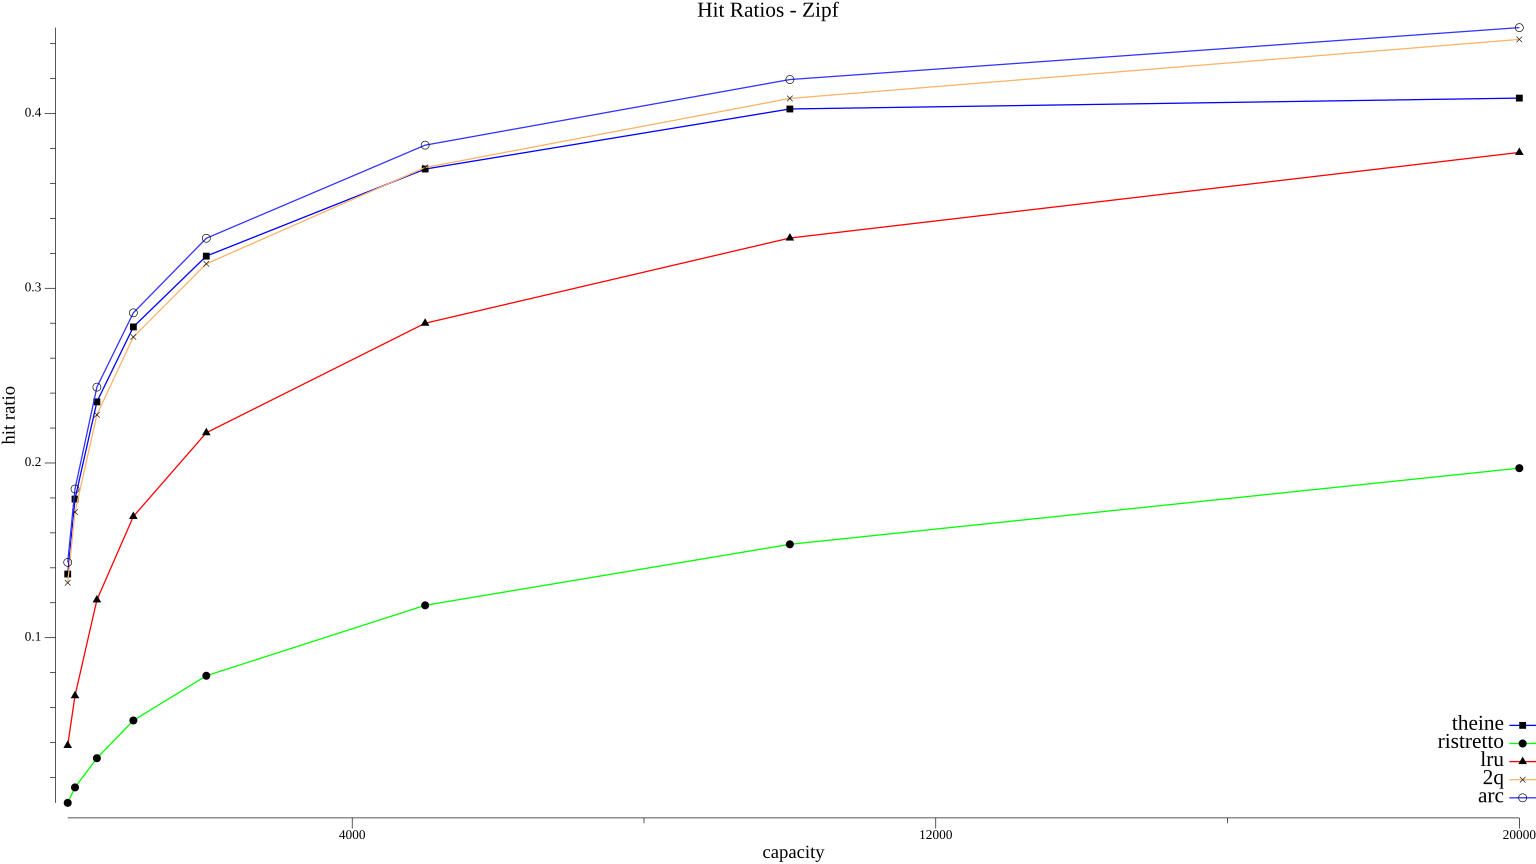 Hit Ratios - Zipf
0.4
0.3
0.2
0.1
hit ratio
4000
12000
20000
capacity
theine
ristretto
lru
2q
arc